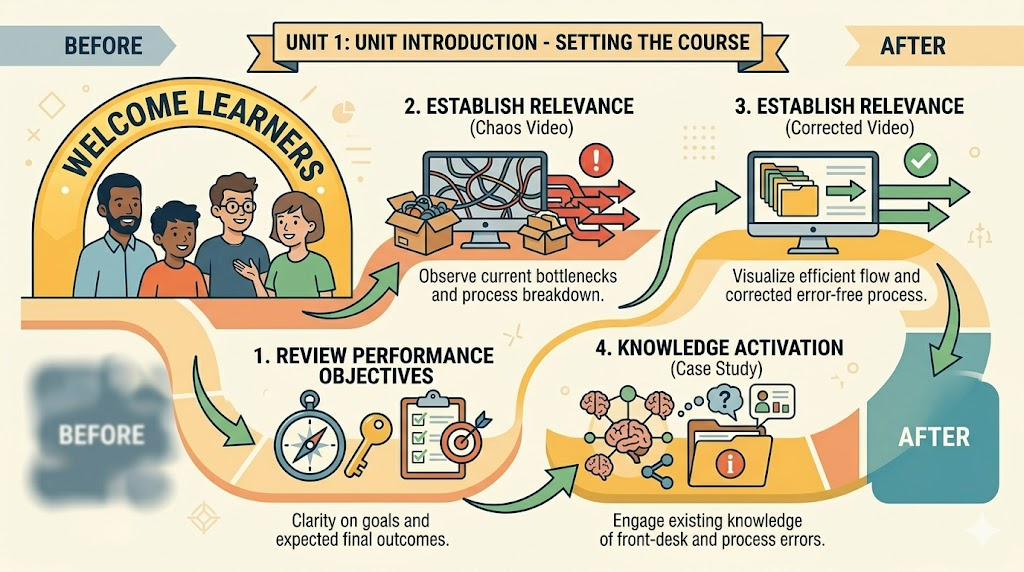 BEFORE
UNIT 1: UNIT INTRODUCTION - SETTING THE COURSE
AFTER
WELCOME LEARNERS
2. ESTABLISH RELEVANCE
(Chaos Video)
!
Observe current bottlenecks
and process breakdown.
3. ESTABLISH RELEVANCE
(Corrected Video)
Visualize efficient flow and
corrected error-free process.
1. REVIEW PERFORMANCE
OBJECTIVES
Clarity on goals and
expected final outcomes.
4. KNOWLEDGE ACTIVATION
(Case Study)
?
i
Engage existing knowledge
of front-desk and process errors.
BEFORE
AFTER